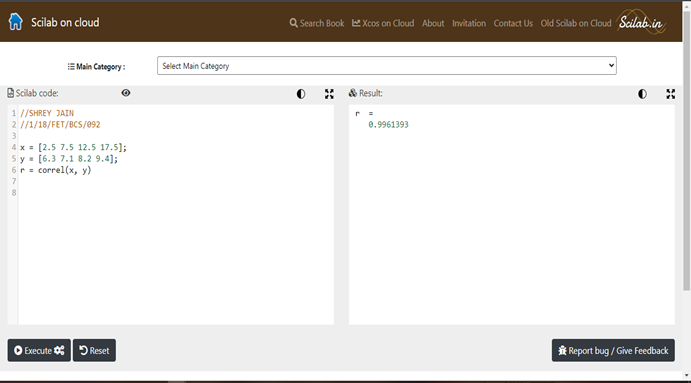 Scilab on cloud
Search Book Xcos on Cloud About Invitation Contact Us Old Scilab on Cloud Scilab.in
Main Category :
Select Main Category
Scilab code:
1 //SHREY JAIN
2 //1/18/FET/BCS/092
3
4 x = [2.5 7.5 12.5 17.5];
5 y = [6.3 7.1 8.2 9.4];
6 r = correl(x, y)
7
8
Result:
r =
0.9961393
Execute Reset
Report bug / Give Feedback